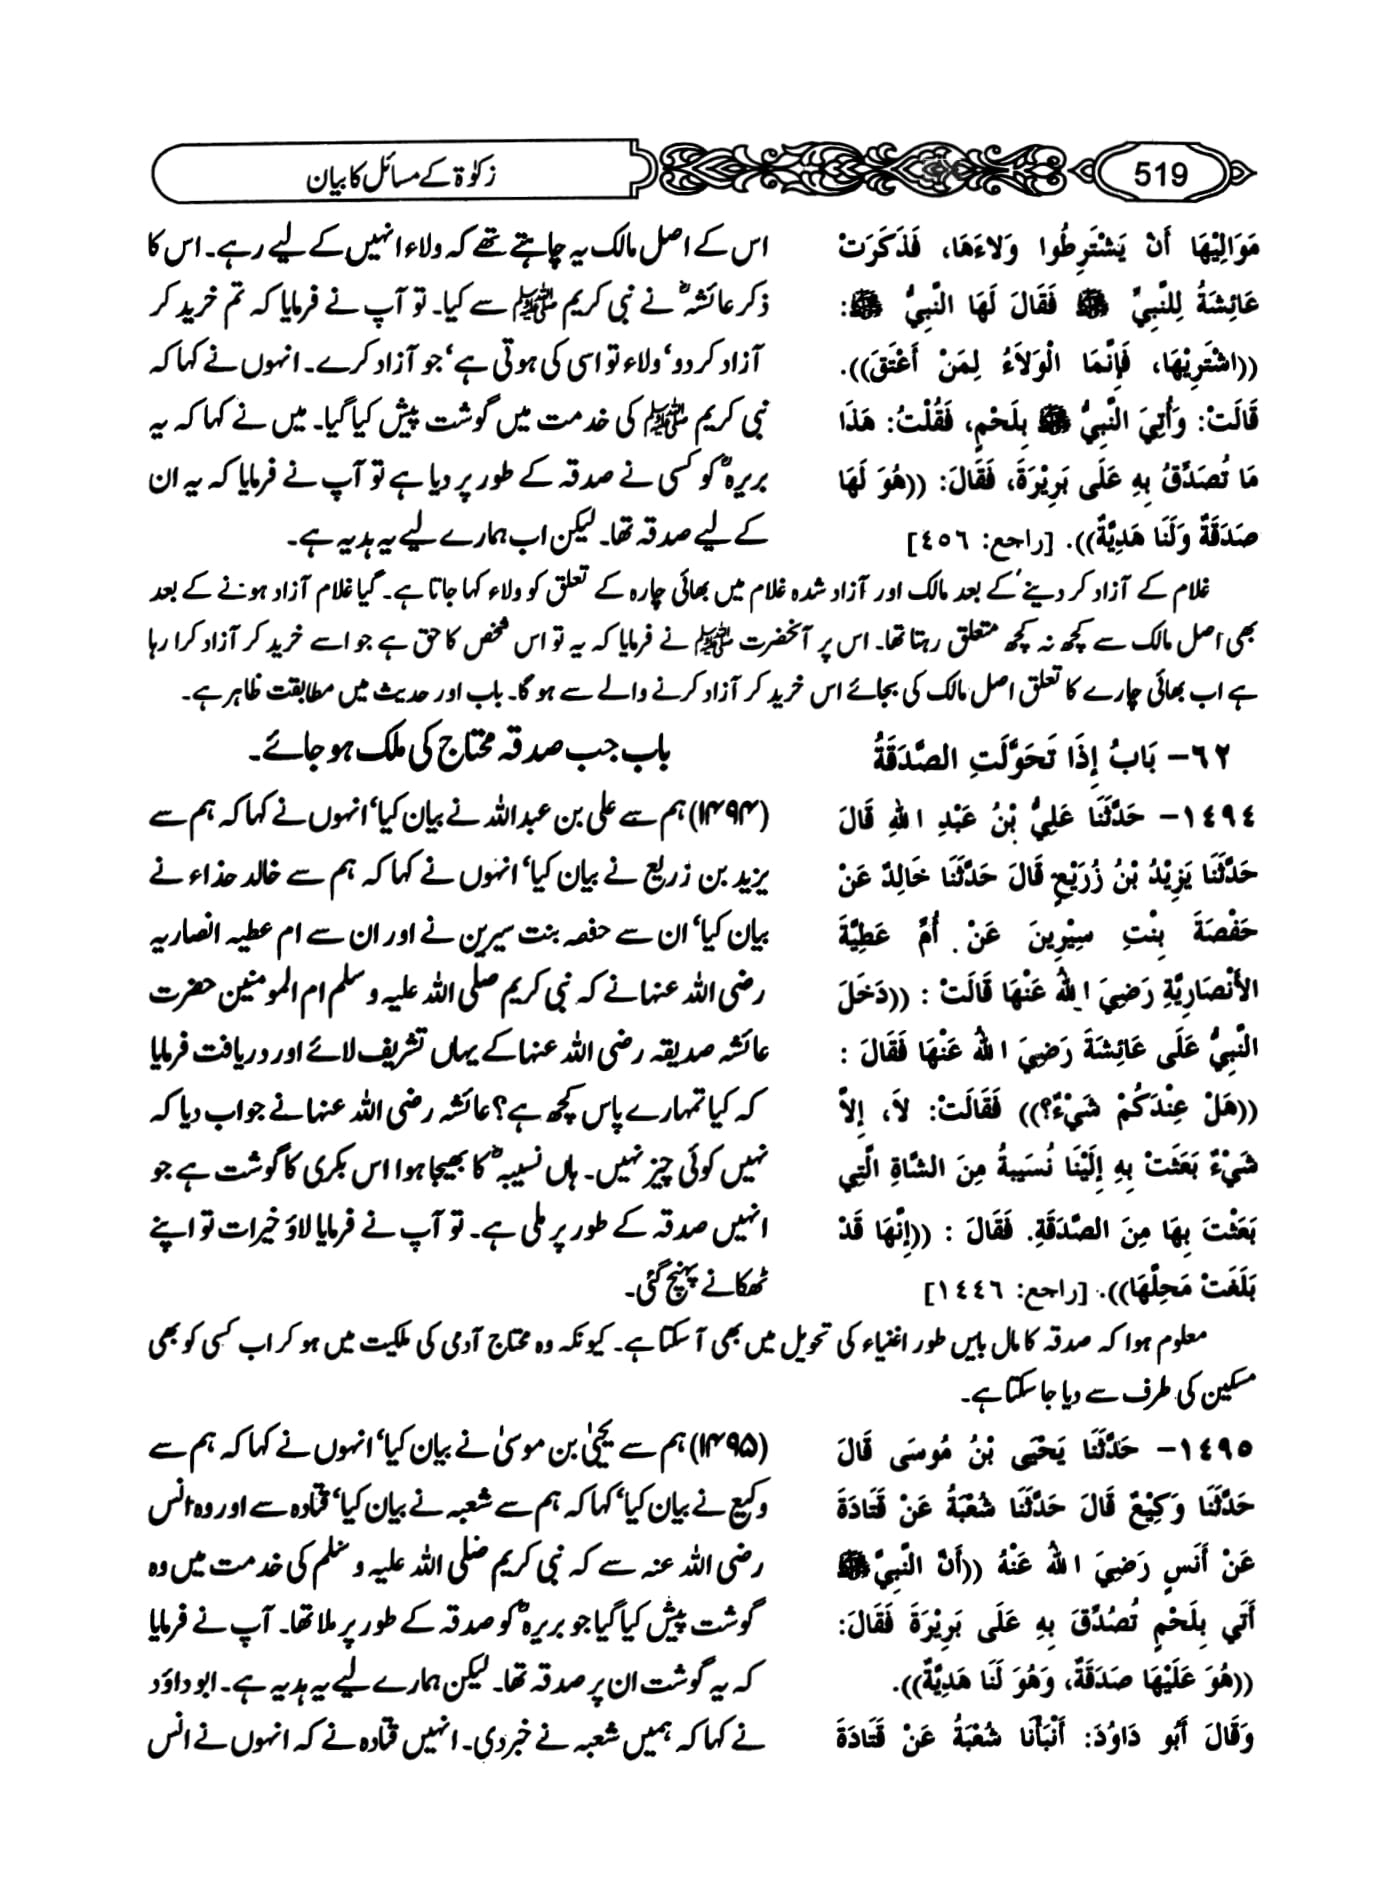 519
زکوٰۃ کے مسائل کا بیان
مَوَالِيْهَا أَنْ يَشْتَرِطُوا وَلاَءَهَا، فَذَكَرَتْ
عَائِشَةُ لِلنَّبِيِّ ﷺ فَقَالَ لَهَا النَّبِيُّ ﷺ:
((اشْتَرِيْهَا، فَإِنَّمَا الْوَلاَءُ لِمَنْ أَعْتَقَ)).
قَالَتْ: وَأُتِيَ النَّبِيُّ ﷺ بِلَحْمٍ، فَقُلْتُ: هَذَا
مَا تُصُدِّقُ بِهِ عَلَى بَرِيْرَةَ، فَقَالَ: ((هُوَ لَهَا
صَدَقَةٌ وَلَنَا هَدِيَّةٌ)). [راجع: ٤٥٦]
اس کے اصل مالک یہ چاہتے تھے کہ ولاء انہیں کے لیے رہے۔ اس کا
ذکر عائشہؓ نے نبی کریم ﷺ سے کیا۔ تو آپ نے فرمایا کہ تم خرید کر
آزاد کر دو‘ ولاء تو اسی کی ہوتی ہے‘ جو آزاد کرے۔ انہوں نے کہا کہ
نبی کریم ﷺ کی خدمت میں گوشت پیش کیا گیا۔ میں نے کہا کہ یہ
بریرہؓ کو کسی نے صدقہ کے طور پر دیا ہے تو آپ نے فرمایا کہ یہ ان
کے لیے صدقہ تھا۔ لیکن اب ہمارے لیے یہ ہدیہ ہے۔
غلام کے آزاد کر دینے کے بعد مالک اور آزاد شدہ غلام میں بھائی چارہ کے تعلق کو ولاء کہا جاتا ہے۔ گیا غلام آزاد ہونے کے بعد
بھی اصل مالک سے کچھ نہ کچھ متعلق رہتا تھا۔ اس پر آنحضرت ﷺ نے فرمایا کہ یہ تو اس شخص کا حق ہے جو اسے خرید کر آزاد کرا رہا
ہے اب بھائی چارے کا تعلق اصل مالک کی بجائے اس خرید کر آزاد کرنے والے سے ہو گا۔ باب اور حدیث میں مطابقت ظاہر ہے۔
٦٢- بَابُ إِذَا تَحَوَّلَتِ الصَّدَقَةُ
باب جب صدقہ محتاج کی ملک ہو جائے۔
١٤٩٤- حَدَّثَنَا عَلِيُّ بْنُ عَبْدِ اللهِ قَالَ
حَدَّثَنَا يَزِيْدُ بْنُ زُرَيْعٍ قَالَ حَدَّثَنَا خَالِدٌ عَنْ
حَفْصَةَ بِنْتِ سِيْرِينَ عَنْ أُمِّ عَطِيَّةَ
الأَنْصَارِيَّةِ رَضِيَ اللهُ عَنْهَا قَالَتْ : ((دَخَلَ
النَّبِيُّ عَلَى عَائِشَةَ رَضِيَ اللهُ عَنْهَا فَقَالَ :
((هَلْ عِنْدَكُمْ شَيْءٌ؟)) فَقَالَتْ: لاَ، إِلاَّ
شَيْءٌ بَعَثَتْ بِهِ إِلَيْنَا نُسَيبةُ مِنَ الشَّاةِ الَّتِي
بَعَثْتَ بِهَا مِنَ الصَّدَقَةِ. فَقَالَ : ((إِنَّهَا قَدْ
بَلَغَتْ مَحِلَّهَا)). [راجع: ١٤٤٦]
(۱۴۹۴) ہم سے علی بن عبداللہ نے بیان کیا‘ انہوں نے کہا کہ ہم سے
یزید بن زریع نے بیان کیا‘ انہوں نے کہا کہ ہم سے خالد حذاء نے
بیان کیا‘ ان سے حفصہ بنت سیرین نے اور ان سے ام عطیہ انصاریہ
رضی اللہ عنہا نے کہ نبی کریم صلی اللہ علیہ و سلم ام المومنین حضرت
عائشہ صدیقہ رضی اللہ عنہا کے یہاں تشریف لائے اور دریافت فرمایا
کہ کیا تمہارے پاس کچھ ہے؟ عائشہ رضی اللہ عنہا نے جواب دیا کہ
نہیں کوئی چیز نہیں۔ ہاں نسیبہؓ کا بھیجا ہوا اس بکری کا گوشت ہے جو
انہیں صدقہ کے طور پر ملی ہے۔ تو آپ نے فرمایا لاؤ خیرات تو اپنے
ٹھکانے پہنچ گئی۔
معلوم ہوا کہ صدقہ کا مال بایں طور اغنیاء کی تحویل میں بھی آ سکتا ہے۔ کیونکہ وہ محتاج آدمی کی ملکیت میں ہو کر اب کسی کو بھی
مسکین کی طرف سے دیا جا سکتا ہے۔
١٤٩٥- حَدَّثَنَا يَحْيَى بْنُ مُوسَى قَالَ
حَدَّثَنَا وَكِيْعٌ قَالَ حَدَّثَنَا شُعْبَةُ عَنْ قَتَادَةَ
عَنْ أَنَسٍ رَضِيَ اللهُ عَنْهُ ((أَنَّ النَّبِيَّ ﷺ
أُتَي بِلَحْمٍ تُصُدِّقَ بِهِ عَلَى بَرِيْرَةَ فَقَالَ:
((هُوَ عَلَيْهَا صَدَقَةٌ، وَهُوَ لَنَا هَدِيَّةٌ)).
وَقَالَ أَبُو دَاوُدَ: أَنْبَأَنَا شُعْبَةُ عَنْ قَتَادَةَ
(۱۴۹۵) ہم سے یحییٰ بن موسیٰ نے بیان کیا‘ انہوں نے کہا کہ ہم سے
وکیع نے بیان کیا‘ کہا کہ ہم سے شعبہ نے بیان کیا‘ قتادہ سے اور وہ انس
رضی اللہ عنہ سے کہ نبی کریم صلی اللہ علیہ و سلم کی خدمت میں وہ
گوشت پیش کیا گیا جو بریرہؓ کو صدقہ کے طور پر ملا تھا۔ آپ نے فرمایا
کہ یہ گوشت ان پر صدقہ تھا۔ لیکن ہمارے لیے یہ ہدیہ ہے۔ ابو داؤد
نے کہا کہ ہمیں شعبہ نے خبر دی۔ انہیں قتادہ نے کہ انہوں نے انس